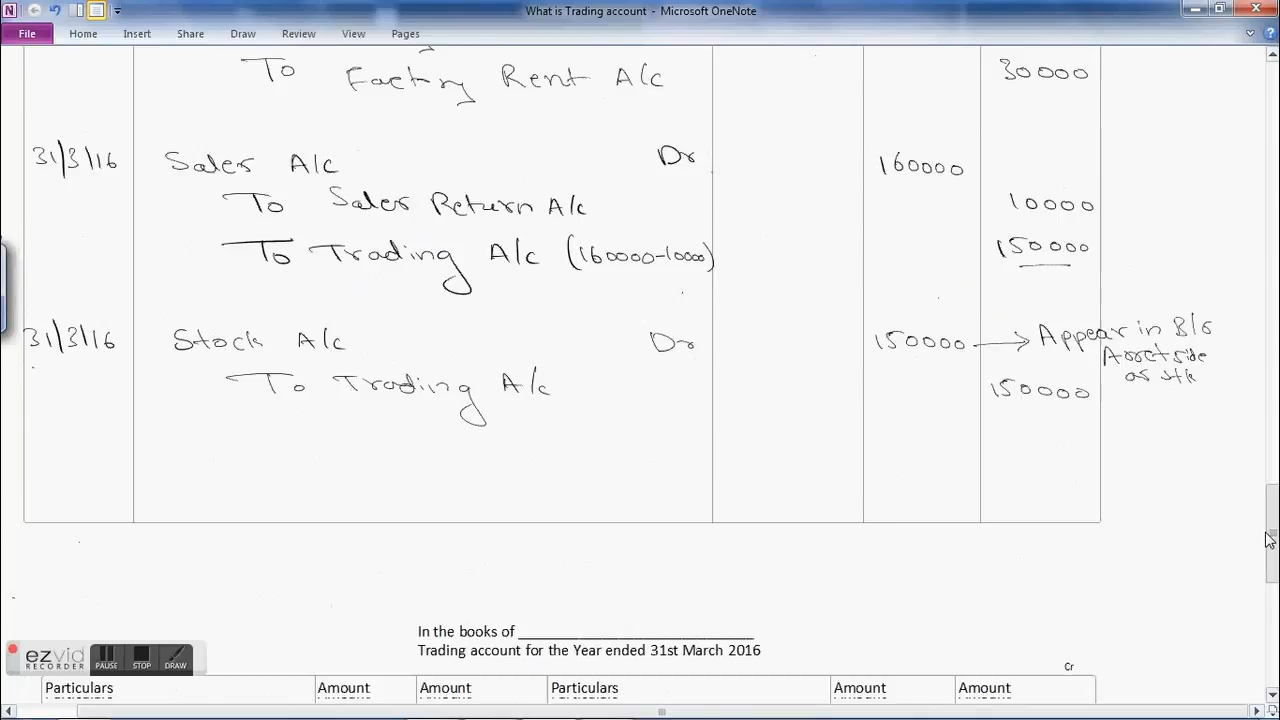 What is Trading account - Microsoft OneNote
File Home Insert Share Draw Review View Pages
To Factory Rent A/c 30000
31/3/16 Sales A/c Dr 160000
To Sales Return A/c 10000
To Trading A/c (160000-10000) 150000
31/3/16 Stock A/c Dr 150000 → Appear in B/S
Asset side
as stk
To Trading A/c 150000
In the books of
Trading account for the Year ended 31st March 2016
Cr
Particulars Amount Amount Particulars Amount Amount
ezvid
RECORDER
PAUSE STOP DRAW